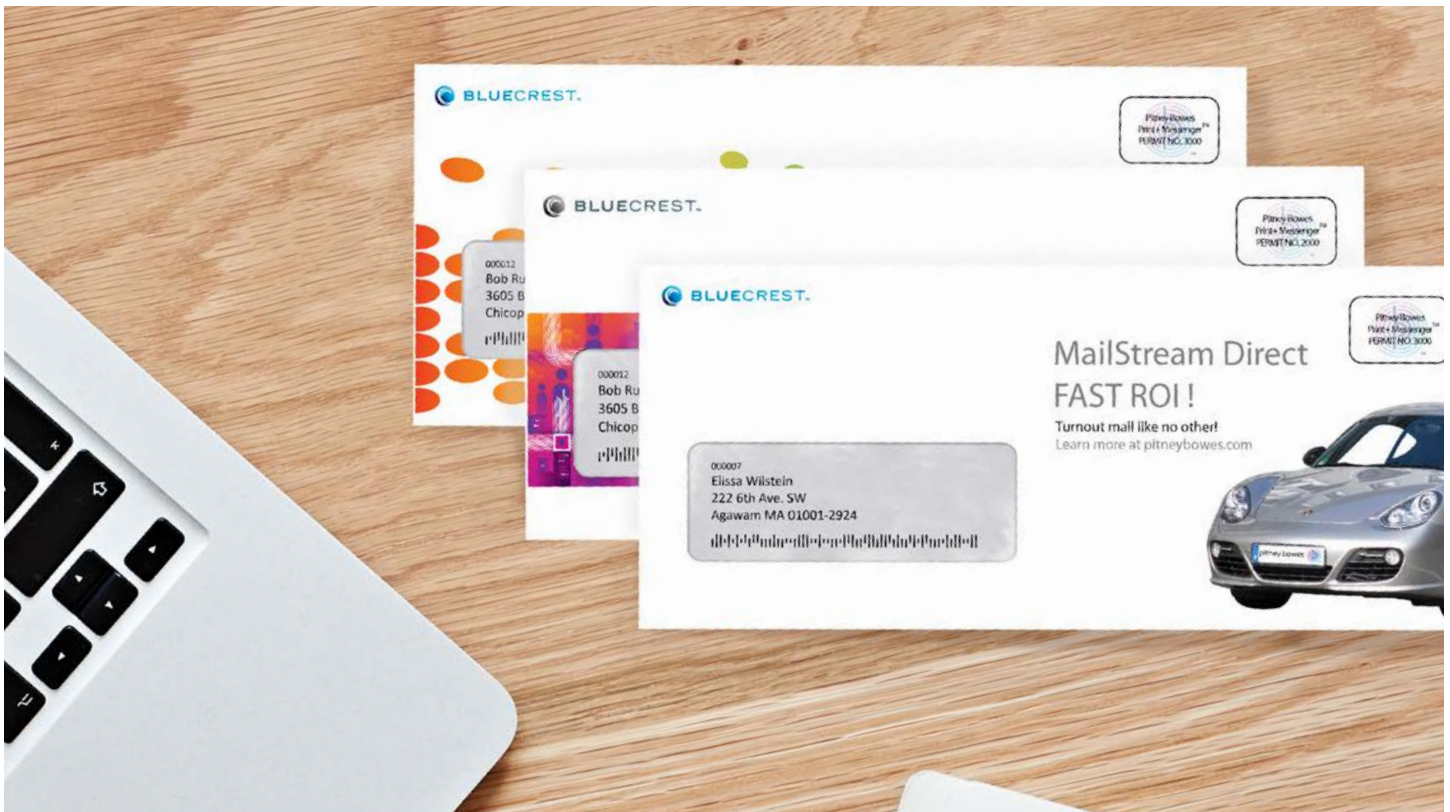 BLUECREST.
Pitney Bowes
Print+ Messenger™
PERMIT NO. 3000
000012
Bob Ru
3605 B
Chicop
BLUECREST.
Pitney Bowes
Print+ Messenger™
PERMIT NO. 2000
000012
Bob Ru
3605 B
Chicop
BLUECREST.
Pitney Bowes
Print+ Messenger™
PERMIT NO. 3000
MailStream Direct
FAST ROI !
Turnout mail like no other!
Learn more at pitneybowes.com
000007
Elissa Wilstein
222 6th Ave. SW
Agawam MA 01001-2924
pitney bowes
K